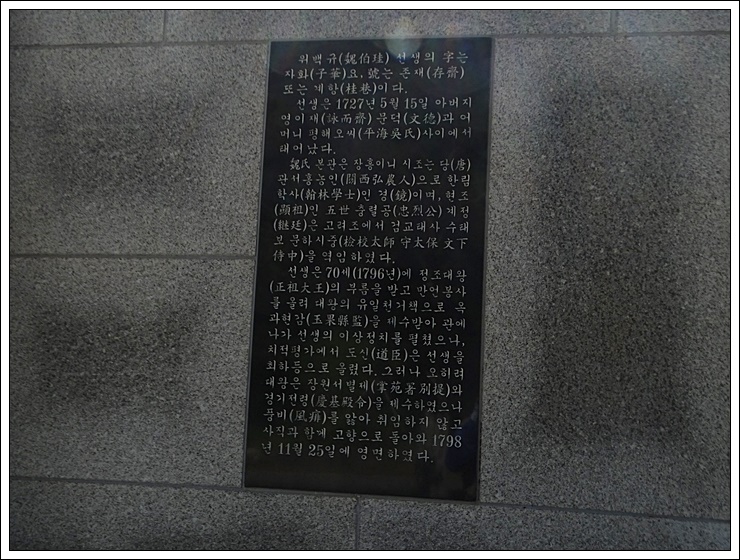 위백규(魏伯珪) 선생의 字는
자화(子華)요, 號는 존재(存齋)
또는 계항(桂巷)이다.
선생은 1727년 5월 15일 아버지
영이재(詠而齋) 문덕(文德)과 어
머니 평해오씨(平海吳氏)사이에서
태어났다.
魏氏 본관은 장흥이니 시조는 당(唐)
관서홍농인(關西弘農人)으로 한림
학사(翰林學士)인 경(鏡)이며, 현조
(顯祖)인 五世 충렬공(忠烈公) 계정
(繼廷)은 고려조에서 검교태사 수태
보 문하시중(檢校太師 守太保 文下
侍中)을 역임하였다.
선생은 70세(1796년)에 정조대왕
(正祖大王)의 부름을 받고 만언봉사
를 올려 대왕의 유일천거책으로 옥
과현감(玉果縣監)을 제수받아 관에
나가 선생의 이상정치를 펼쳤으나,
치적평가에서 도신(道臣)은 선생을
최하등으로 올렸다. 그러나 오히려
대왕은 장원서별제(掌苑署別提)와
경기전령(慶基殿令)을 제수하였으나
풍비(風痱)를 앓아 취임하지 않고
사직과 함께 고향으로 돌아와 1798
년 11월 25일에 영면하였다.